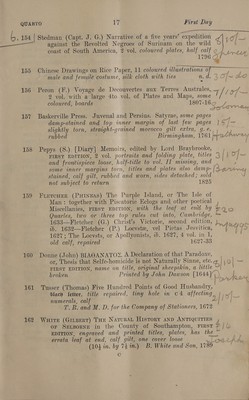 QUARTO 17 First Day
154 Stedman (Capt. J. G.) Narrative of a five years' expedition
against the Revolted Negroes of Surinam on the wild
coast of South America, 2 vol. coloured plates, half calf
1796
155 Chinese Drawings on Rice Paper, 11 coloured illustrations of
male and female costume, silk cloth with ties n. d.
156 Peron (F.) Voyage de Decouvertes aux Terres Australes,
2 vol. with a large 4to vol. of Plates and Maps, some
coloured, boards 1807-16
157 Baskerville Press. Juvenal and Persius. Satyrae, some pages
damp-stained and top inner margin of last few pages
slightly torn, straight-grained morocco gilt extra, g. e.,
rubbed Birmingham, 1761
158 Pepys (S.) [Diary] Memoirs, edited by Lord Braybrooke,
FIRST EDITION, 2 vol. portraits and folding plate, titles
and frontispiece loose, half-title to vol. II missing, and
some inner margins torn, titles and plates also damp-
stained, calf gilt, rubbed and worn, sides detached; sold
not subject to return 1825
159 FLETCHER (PHINEAS) The Purple Island, or The Isle of
Man: together with Piscatorie Eclogs and other poetical
Miscellanies, FIRST EDITION, with the leaf of evil by
Quarles, two or three top rules cut into, Cambridge,
1633—Fletcher (G.) Christ's Victorie, second edition,
ib. 1632—Fletcher (P.) Locustæ, vel Pietas Jesuitica,
1627; The Locusts, or Apollyonists, ib. 1627, 4 vol. in 1,
old calf, repaired 1627-33
160 Donne (John) ΒΙΑΘΑΝΑΤΟΣ, A Declaration of that Paradoxe,
or, Thesis that Selfe-homicide is not Naturally Sinne, etc.
FIRST EDITION, name on title, original sheepskin, a little
broken Printed by John Dawson [1644]
161 Tusser (Thomas) Five Hundred Points of Good Husbandry,
black letter, title repaired, tiny hole in C4 affecting
numerals, calf
T. R. and M. D. for the Company of Stationers, 1672
162 WHITE (GILBERT) THE NATURAL HISTORY AND ANTIQUITIES
OF SELBORNE in the County of Southampton, FIRST
EDITION, engraved and printed titles, plates, has the
errata leaf at end, calf gilt, one cover loose
(10¼ in. by 7¾ in.) B. White and Son, 1789